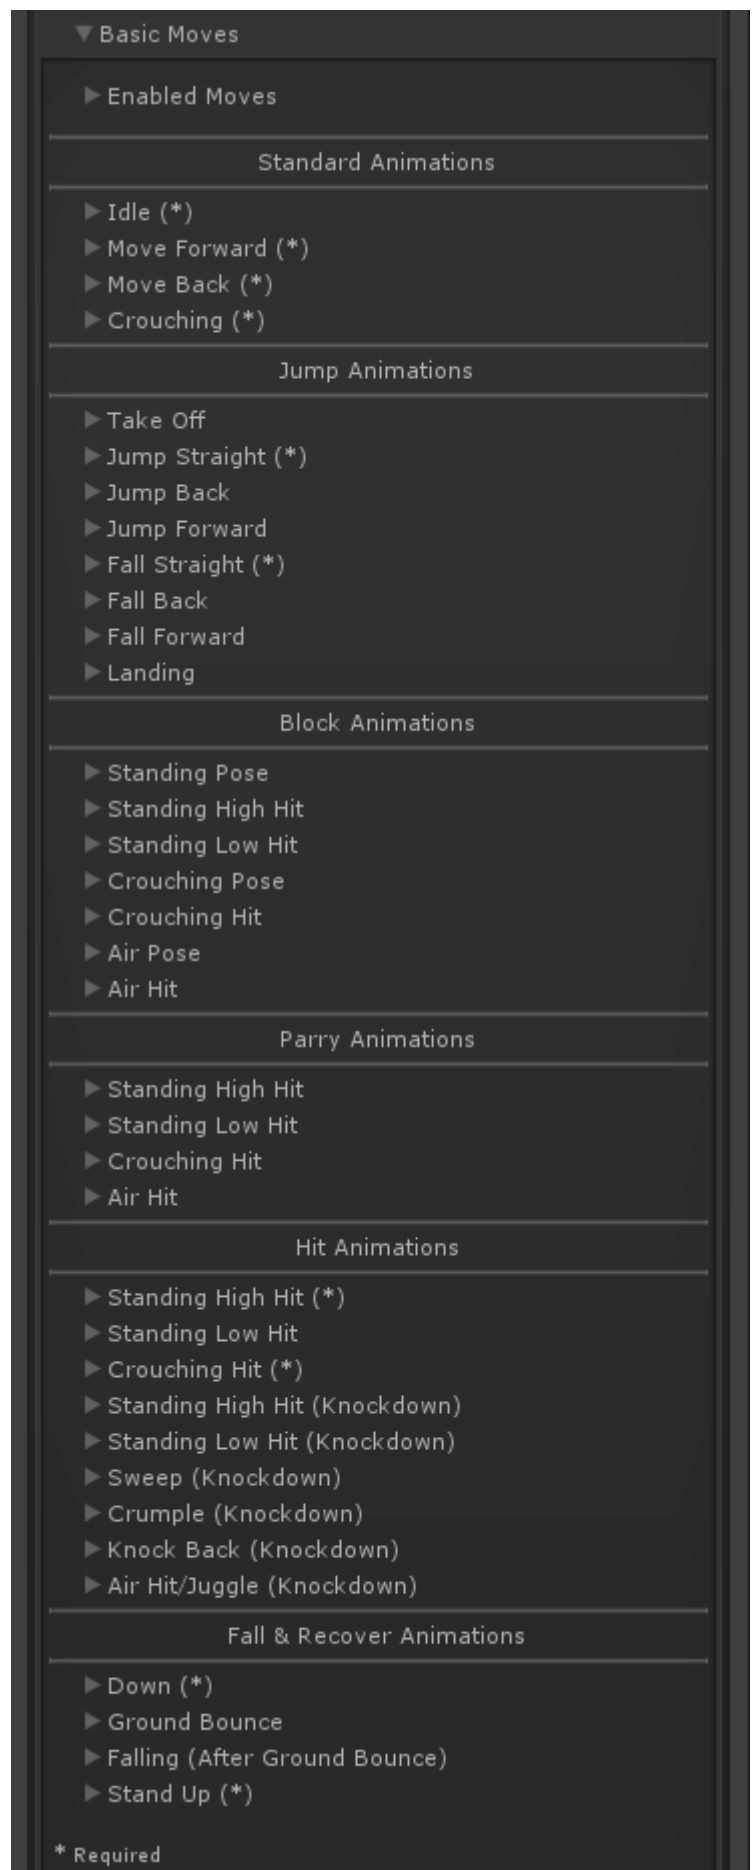 Basic Moves
Enabled Moves
Standard Animations
Idle (*)
Move Forward (*)
Move Back (*)
Crouching (*)
Jump Animations
Take Off
Jump Straight (*)
Jump Back
Jump Forward
Fall Straight (*)
Fall Back
Fall Forward
Landing
Block Animations
Standing Pose
Standing High Hit
Standing Low Hit
Crouching Pose
Crouching Hit
Air Pose
Air Hit
Parry Animations
Standing High Hit
Standing Low Hit
Crouching Hit
Air Hit
Hit Animations
Standing High Hit (*)
Standing Low Hit
Crouching Hit (*)
Standing High Hit (Knockdown)
Standing Low Hit (Knockdown)
Sweep (Knockdown)
Crumple (Knockdown)
Knock Back (Knockdown)
Air Hit/Juggle (Knockdown)
Fall & Recover Animations
Down (*)
Ground Bounce
Falling (After Ground Bounce)
Stand Up (*)
* Required